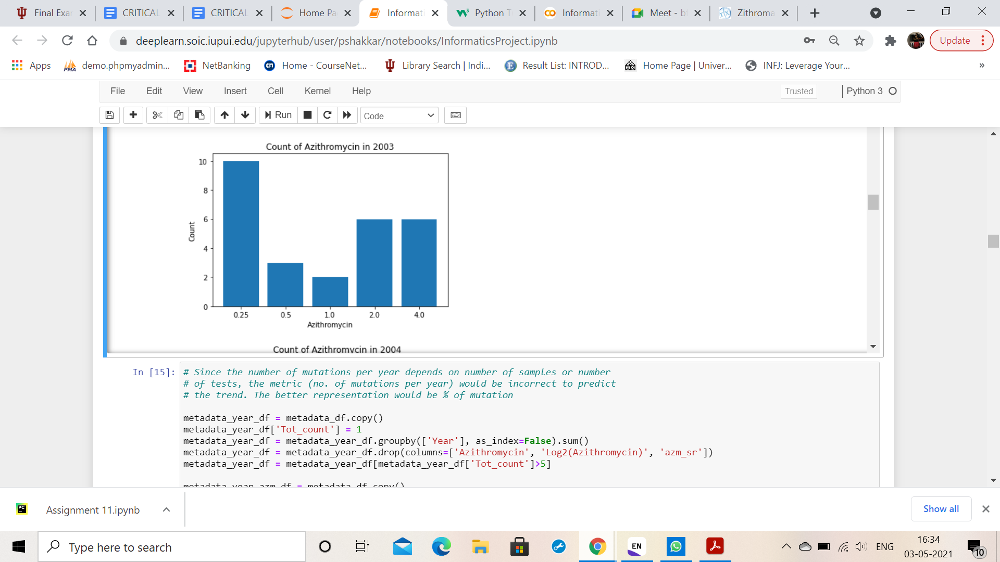 Final Exa
CRITICAL
CRITICAL
Home Pa
Informat
Python T
Informat
Meet - b
Zithroma
deeplearn.soic.iupui.edu/jupyterhub/user/pshakkar/notebooks/InformaticsProject.ipynb
Update
Apps
PMA
demo.phpmyadmin...
NetBanking
cn
Home - CourseNet...
Library Search | Indi...
Result List: INTROD...
Home Page | Univer...
INFJ: Leverage Your...
»
File Edit View Insert Cell Kernel Help
Trusted
Python 3
Run
Code
Count of Azithromycin in 2003
10
8
6
4
2
0
Count
0.25 0.5 1.0 2.0 4.0
Azithromycin
Count of Azithromycin in 2004
In [15]:
# Since the number of mutations per year depends on number of samples or number
# of tests, the metric (no. of mutations per year) would be incorrect to predict
# the trend. The better representation would be % of mutation
metadata_year_df = metadata_df.copy()
metadata_year_df['Tot_count'] = 1
metadata_year_df = metadata_year_df.groupby(['Year'], as_index=False).sum()
metadata_year_df = metadata_year_df.drop(columns=['Azithromycin', 'Log2(Azithromycin)', 'azm_sr'])
metadata_year_df = metadata_year_df[metadata_year_df['Tot_count']>5]
metadata_year_azm_df = metadata_df.copy()
PC
Assignment 11.ipynb
Show all
Type here to search
EN
ENG
16:34
03-05-2021
10